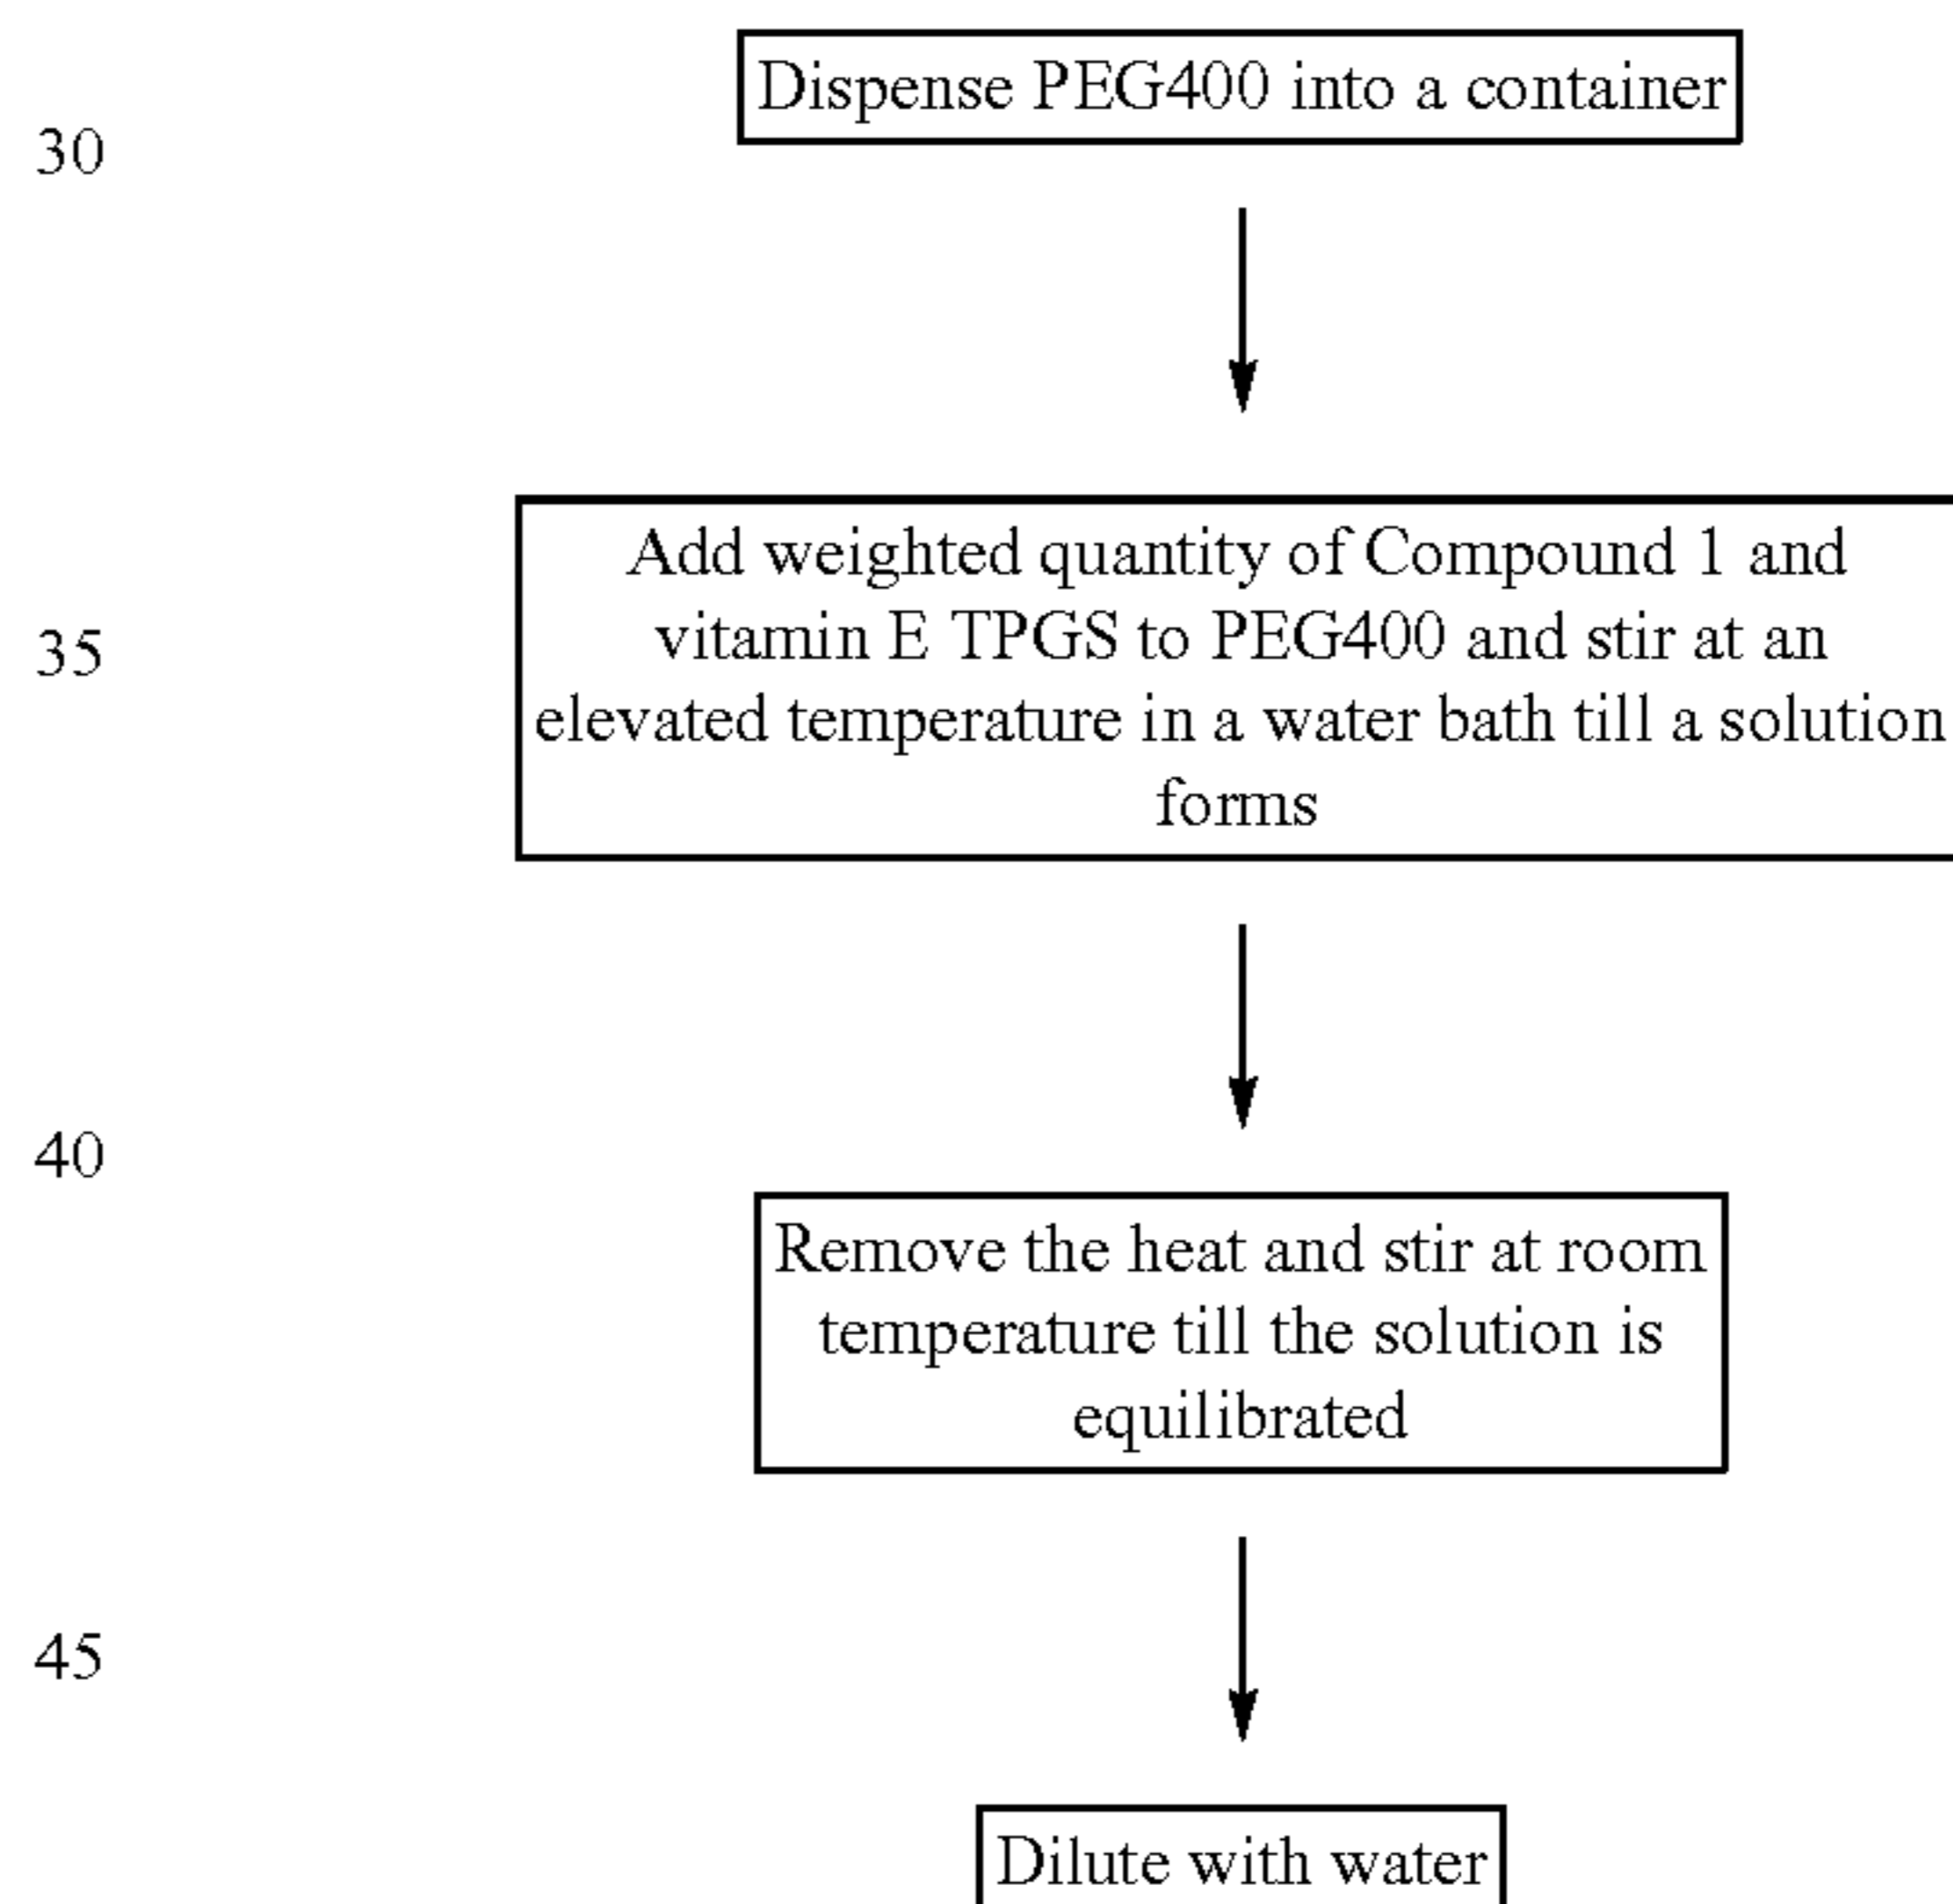 Dispense PEG400 into a container
30
Add weighted quantity of Compound 1 and
vitamin E TPGS to PEG400 and stir at an
35
elevated temperature in a water bath till a solution
forms
40
Remove the heat and stir at room
temperature till the solution is
equilibrated
45
Dilute with water